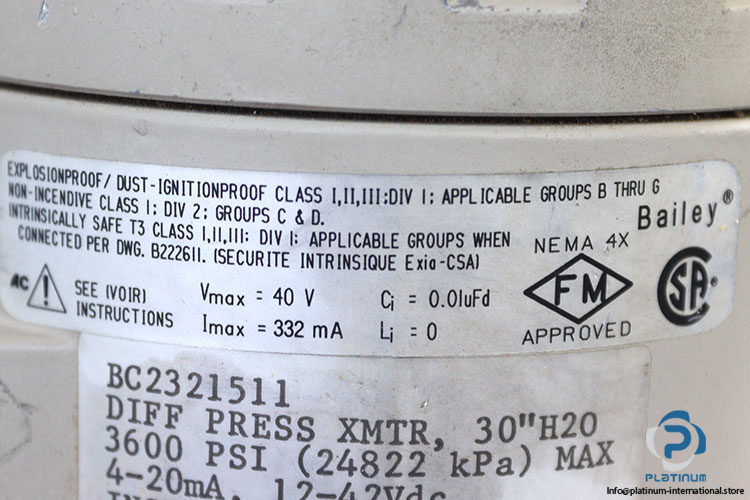 EXPLOSIONPROOF/ DUST-IGNITIONPROOF CLASS I,II,III:DIV I; APPLICABLE GROUPS B THRU G
NON-INCENDIVE CLASS I; DIV 2; GROUPS C & D.
INTRINSICALLY SAFE T3 CLASS I,II,III: DIV I; APPLICABLE GROUPS WHEN
CONNECTED PER DWG. B222611. (SECURITE INTRINSIQUE Exia-CSA)
Bailey®
NEMA 4X
FM
APPROVED
SA
AC ! SEE (VOIR)
INSTRUCTIONS
Vmax = 40 V Ci = 0.01uFd
Imax = 332 mA Li = 0
BC2321511
DIFF PRESS XMTR, 30"H20
3600 PSI (24822 kPa) MAX
4-20mA, 12-42Vdc
PLATINUM
Info@platinum-international.store